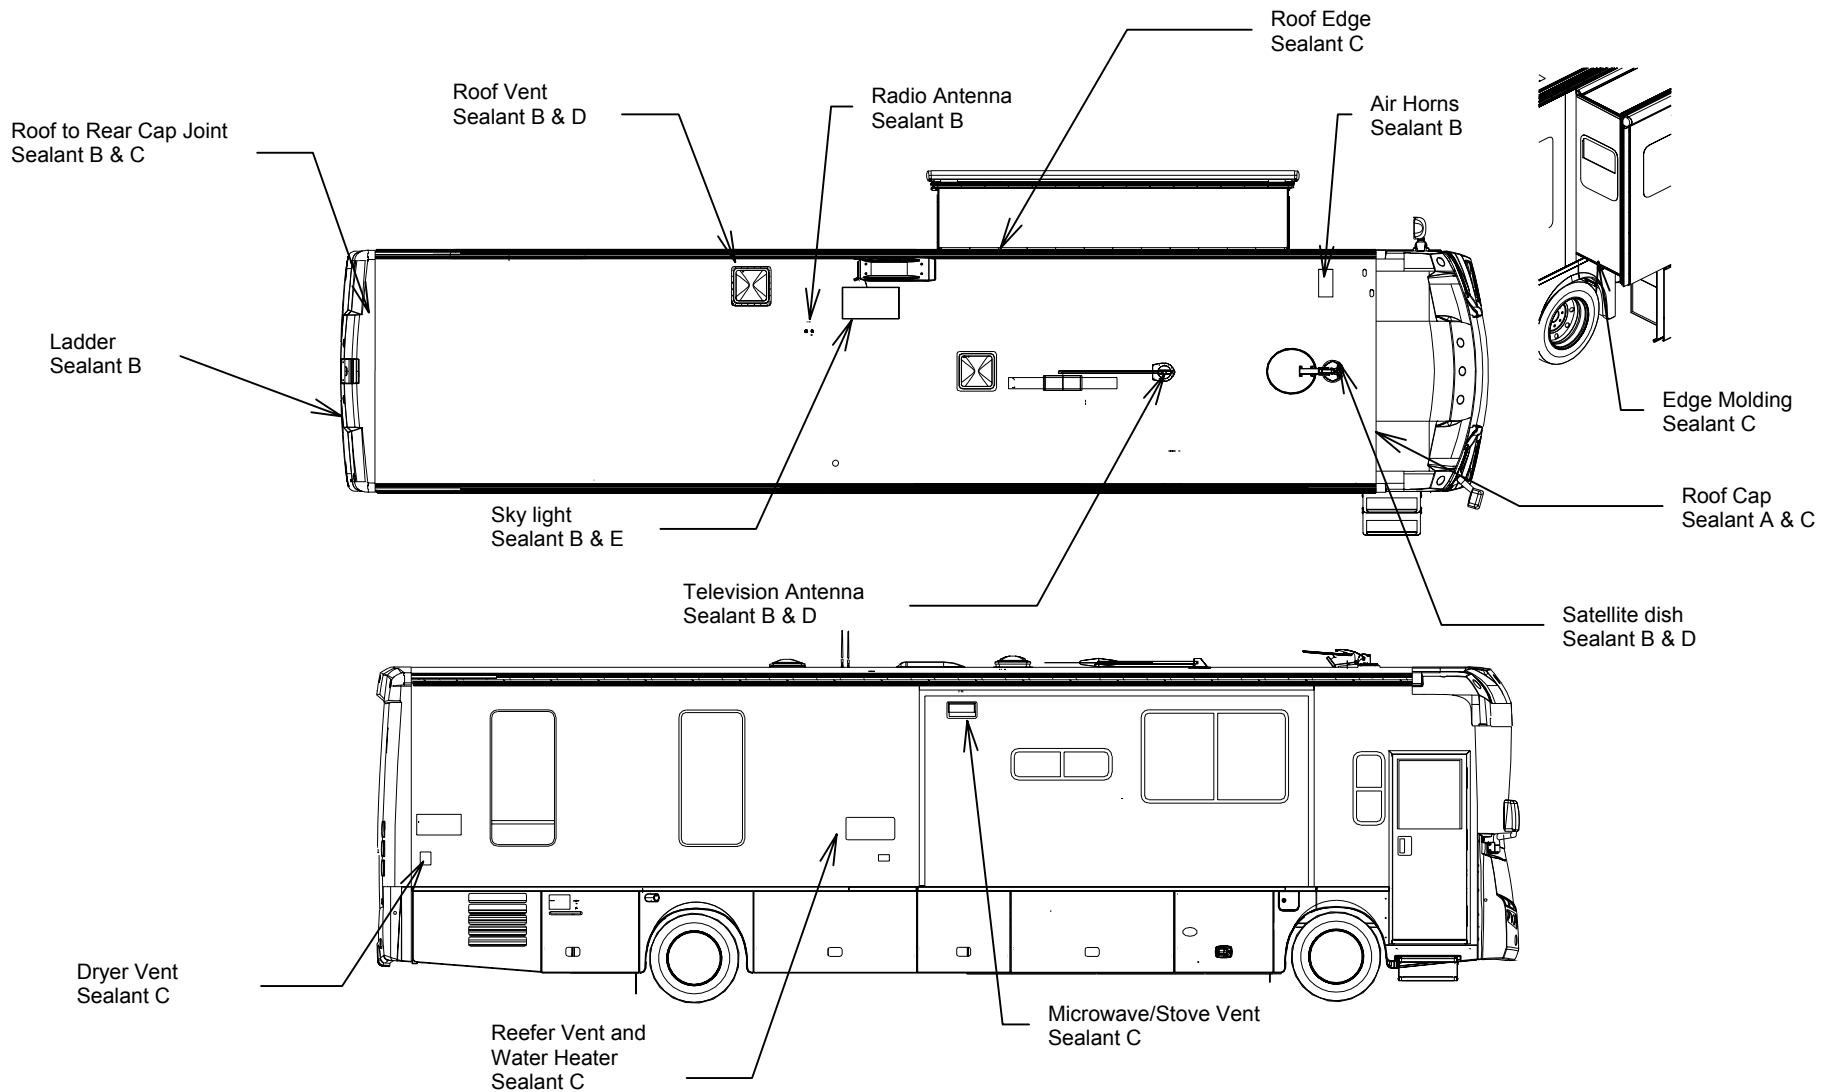 Roof Edge
Sealant C
Roof Vent
Sealant B & D
Radio Antenna
Sealant B
Air Horns
Sealant B
Roof to Rear Cap Joint
Sealant B & C
Ladder
Sealant B
Edge Molding
Sealant C
Sky light
Sealant B & E
Roof Cap
Sealant A & C
Television Antenna
Sealant B & D
Satellite dish
Sealant B & D
Dryer Vent
Sealant C
Reefer Vent and
Water Heater
Sealant C
Microwave/Stove Vent
Sealant C